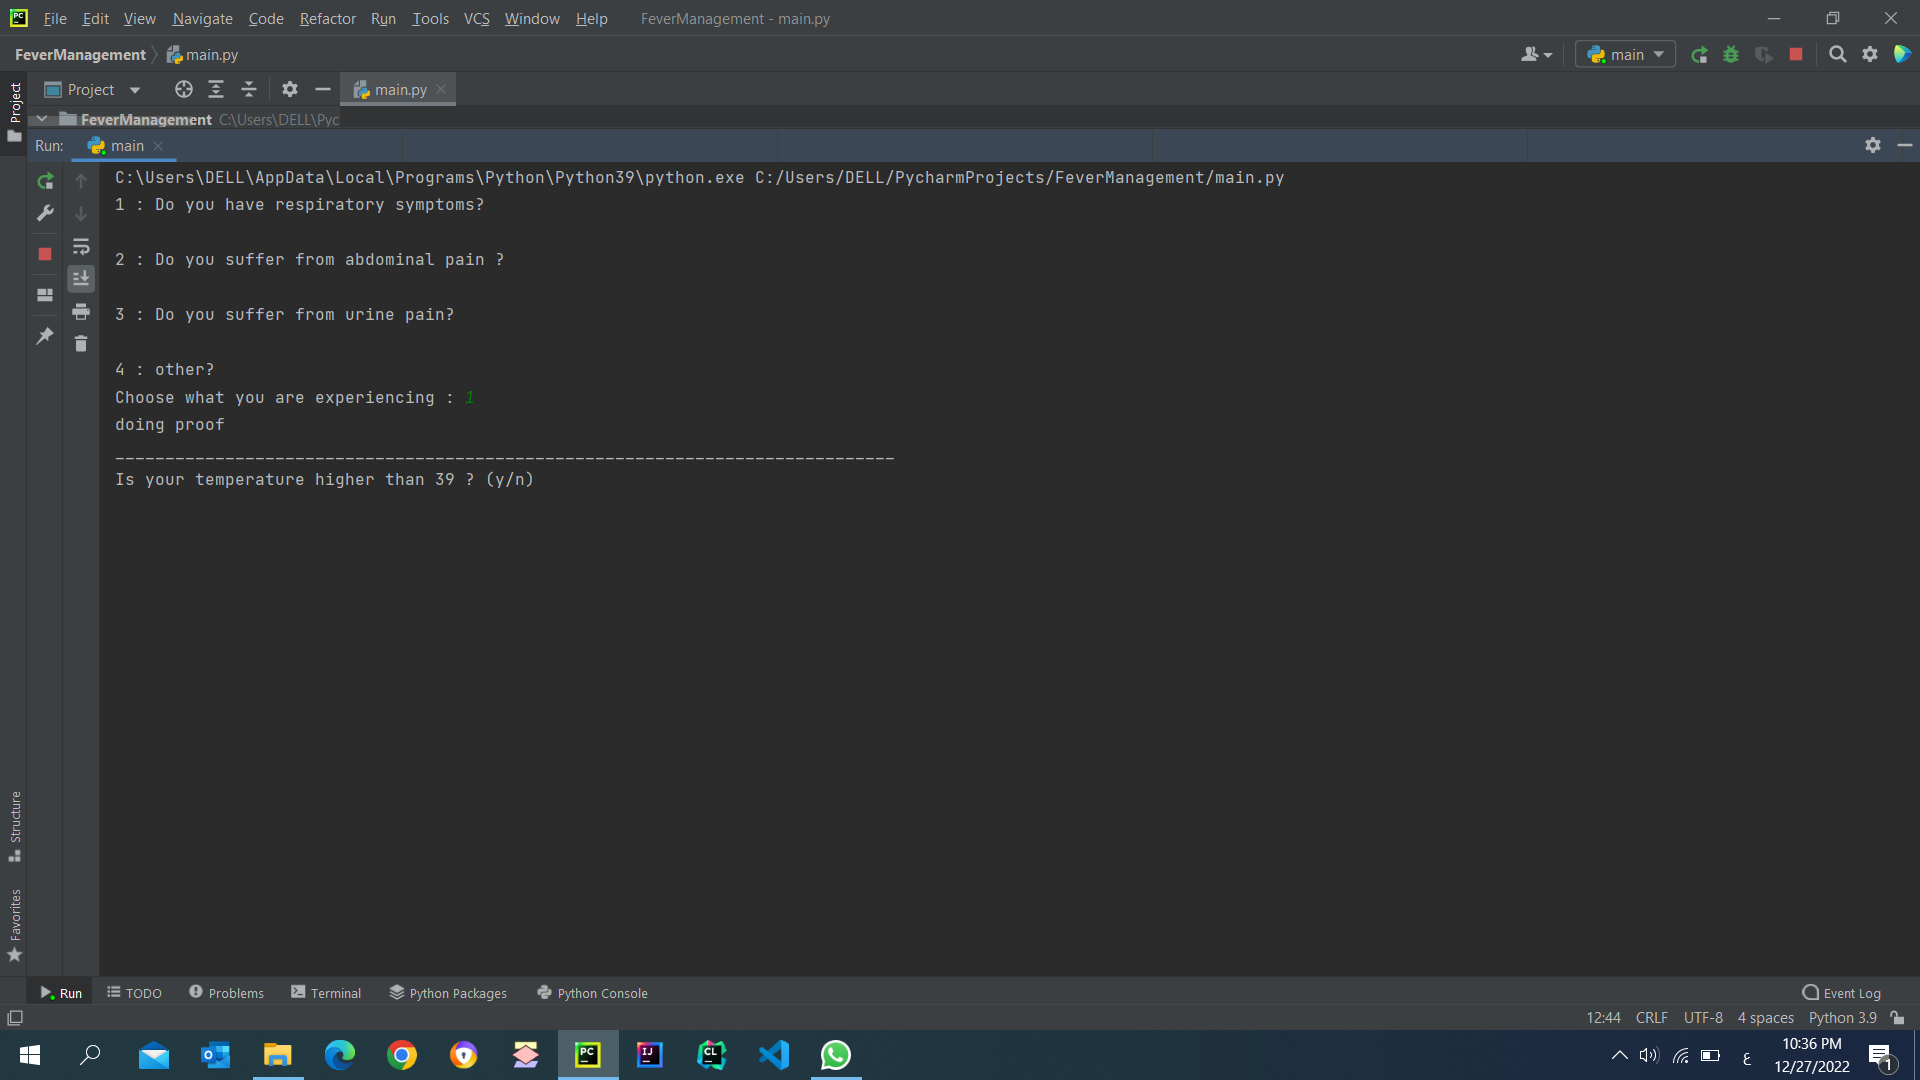 File Edit View Navigate Code Refactor Run Tools VCS Window Help FeverManagement - main.py
FeverManagement main.py main
Project main.py
Project
FeverManagement C:\Users\DELL\Pyc
Run: main
C:\Users\DELL\AppData\Local\Programs\Python\Python39\python.exe C:/Users/DELL/PycharmProjects/FeverManagement/main.py
1 : Do you have respiratory symptoms?
2 : Do you suffer from abdominal pain ?
3 : Do you suffer from urine pain?
4 : other?
Choose what you are experiencing : 1
doing proof
______________________________________________________________________________
Is your temperature higher than 39 ? (y/n)
Structure
Favorites
Run TODO Problems Terminal Python Packages Python Console Event Log
12:44 CRLF UTF-8 4 spaces Python 3.9
ع 10:36 PM
12/27/2022 1